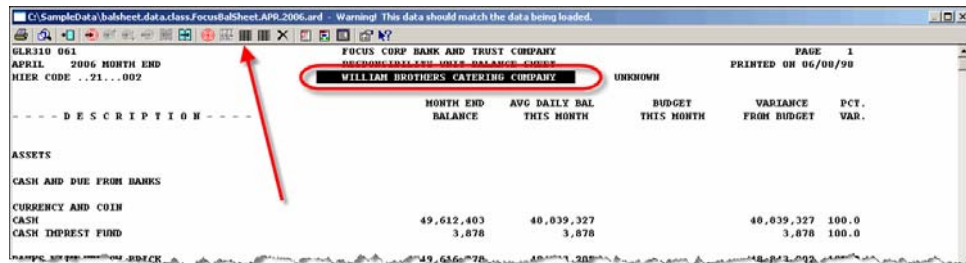 C:\SampleData\balsheet.data.class.FocusBalSheet.APR.2006.ard - Warning! This data should match the data being loaded.
GLR310 061 FOCUS CORP BANK AND TRUST COMPANY PAGE 1
APRIL 2006 MONTH END RESPONSIBILITY UNIT BALANCE SHEET PRINTED ON 06/08/90
HIER CODE ..21...002 WILLIAM BROTHERS CATERING COMPANY UNKNOWN
MONTH END AVG DAILY BAL BUDGET VARIANCE PCT.
- - - - D E S C R I P T I O N - - - - BALANCE THIS MONTH THIS MONTH FROM BUDGET VAR.
ASSETS
CASH AND DUE FROM BANKS
CURRENCY AND COIN
CASH 49,612,403 40,039,327 40,039,327 100.0
CASH IMPREST FUND 3,878 3,878 3,878 100.0